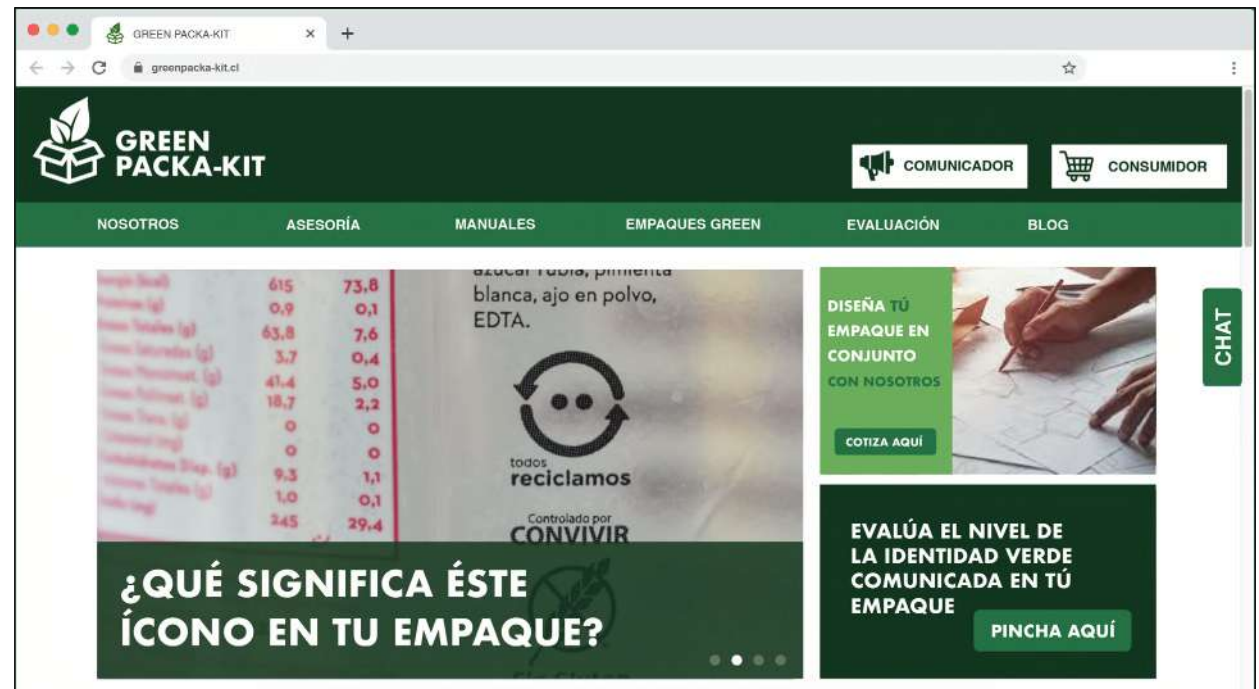 GREEN PACKA-KIT
greenpacka-kit.cl
GREEN
PACKA-KIT
COMUNICADOR
CONSUMIDOR
NOSOTROS
ASESORÍA
MANUALES
EMPAQUES GREEN
EVALUACIÓN
BLOG
615 73,8
0,9 0,1
63,8 7,6
3,7 0,4
41,4 5,0
18,7 2,2
0 0
0 0
9,3 1,1
1,0 0,1
245 29,4
azúcar rubia, pimienta
blanca, ajo en polvo,
EDTA.
todos
reciclamos
Controlado por
CONVIVIR
¿QUÉ SIGNIFICA ÉSTE
ÍCONO EN TU EMPAQUE?
DISEÑA TÚ
EMPAQUE EN
CONJUNTO
CON NOSOTROS
COTIZA AQUÍ
EVALÚA EL NIVEL DE
LA IDENTIDAD VERDE
COMUNICADA EN TÚ
EMPAQUE
PINCHA AQUÍ
CHAT